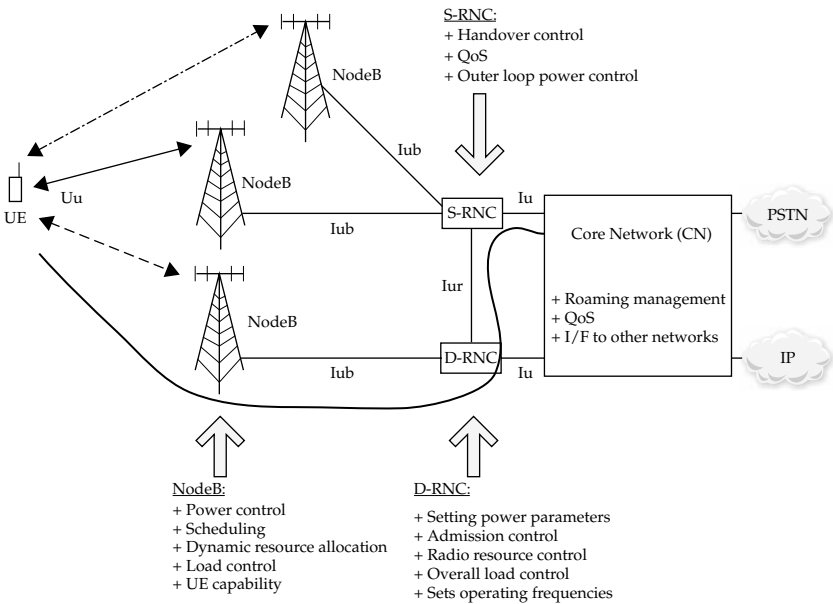 S-RNC:
+ Handover control
+ QoS
+ Outer loop power control
NodeB
Iub
NodeB
Uu
UE
Iub
S-RNC
Iu
Core Network (CN)
PSTN
Iur
+ Roaming management
+ QoS
+ I/F to other networks
NodeB
Iub
D-RNC
Iu
IP
NodeB:
+ Power control
+ Scheduling
+ Dynamic resource allocation
+ Load control
+ UE capability
D-RNC:
+ Setting power parameters
+ Admission control
+ Radio resource control
+ Overall load control
+ Sets operating frequencies